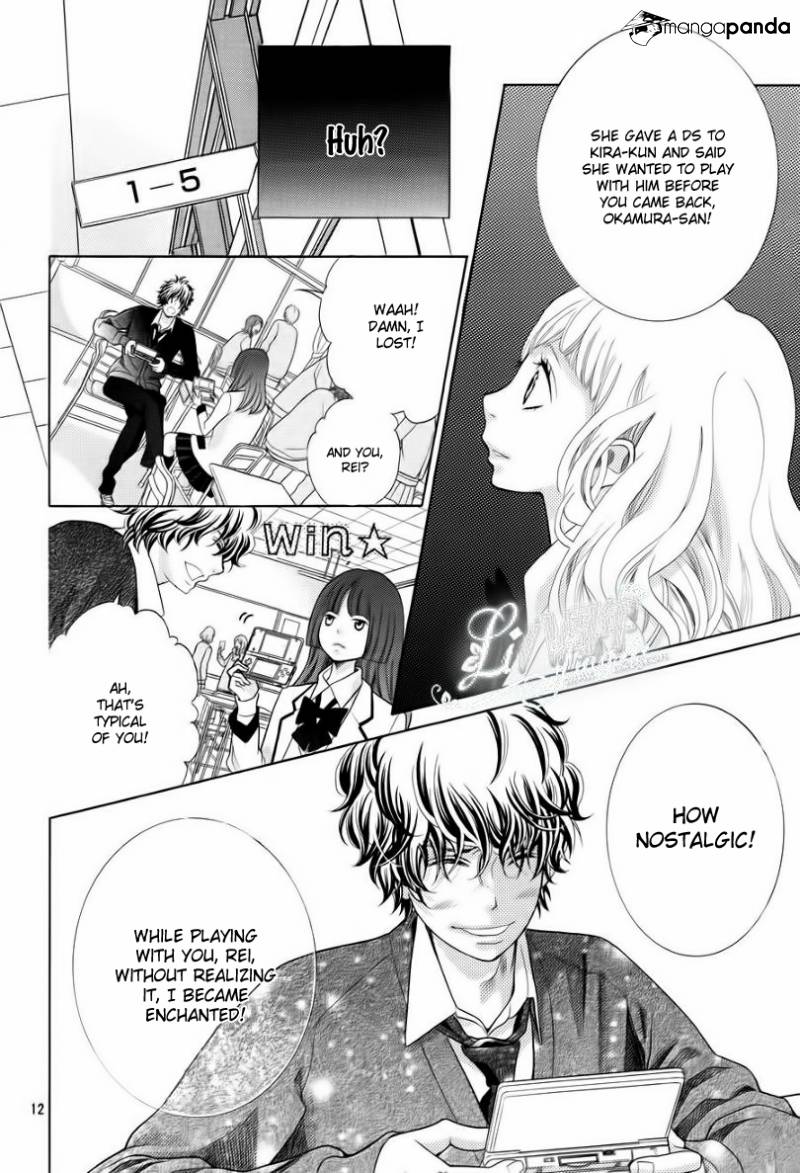 mangapanda
SHE GAVE A DS TO
KIRA-KUN AND SAID
SHE WANTED TO PLAY
WITH HIM BEFORE
YOU CAME BACK,
OKAMURA-SAN!
Huh?
1-5
WAAH!
DAMN, I
LOST!
AND YOU,
REI?
win☆
AH,
THAT'S
TYPICAL
OF YOU!
HOW
NOSTALGIC!
WHILE PLAYING
WITH YOU, REI,
WITHOUT REALIZING
IT, I BECAME
ENCHANTED!
12